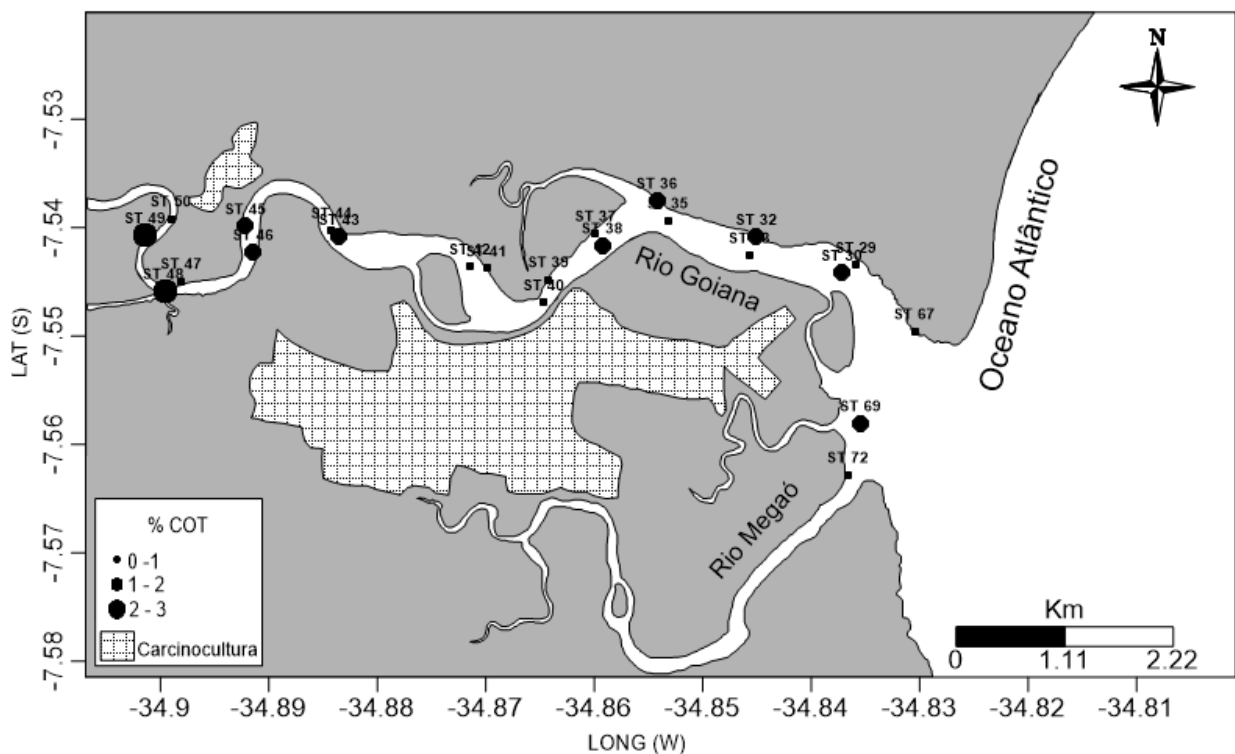 N
-7.53
-7.54
-7.55
-7.56
-7.57
-7.58
LAT (S)
ST 50
ST 49
ST 45
ST 46
ST 47
ST 48
ST 44
ST 43
ST 42
ST 41
ST 39
ST 40
ST 37
ST 38
ST 36
ST 35
ST 32
ST 29
ST 30
ST 67
ST 69
ST 72
Rio Goiana
Rio Megaó
Oceano Atlântico
% COT
0 -1
1 - 2
2 - 3
Carcinocultura
Km
0 1.11 2.22
-34.9 -34.89 -34.88 -34.87 -34.86 -34.85 -34.84 -34.83 -34.82 -34.81
LONG (W)